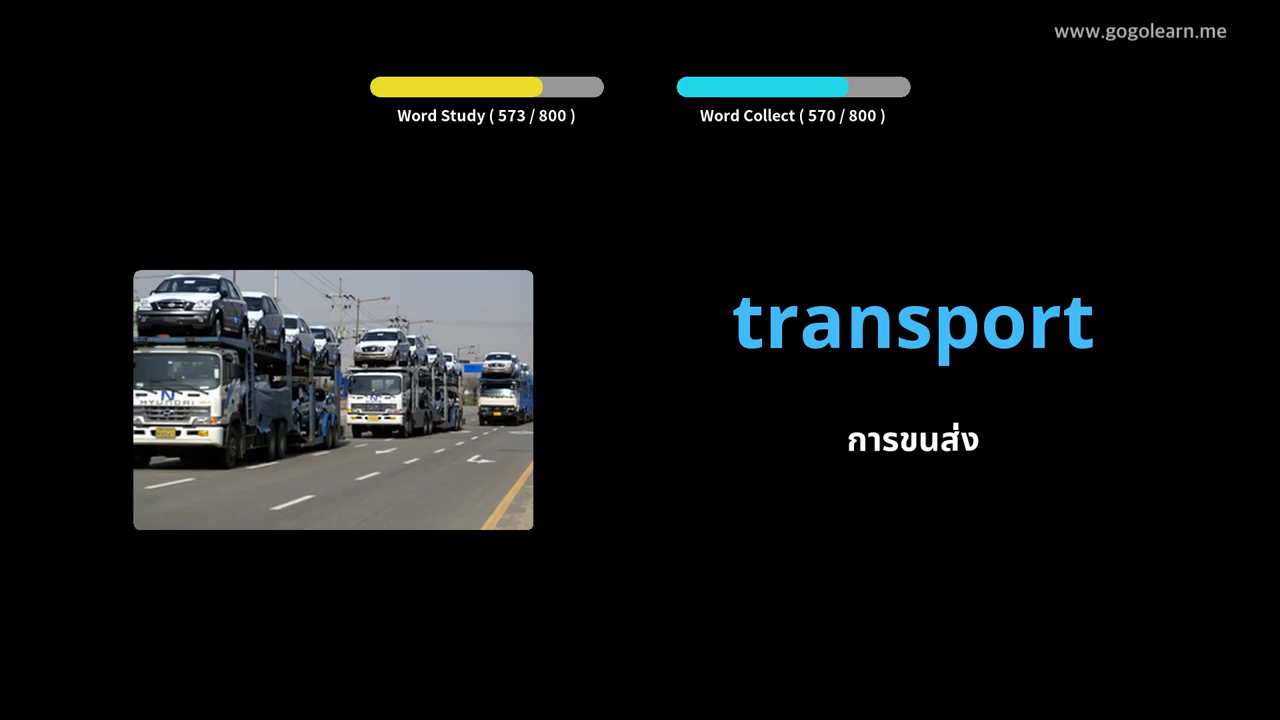 www.gogolearn.me
Word Study ( 573 / 800 )
Word Collect ( 570 / 800 )
transport
การขนส่ง
HYUNDAI